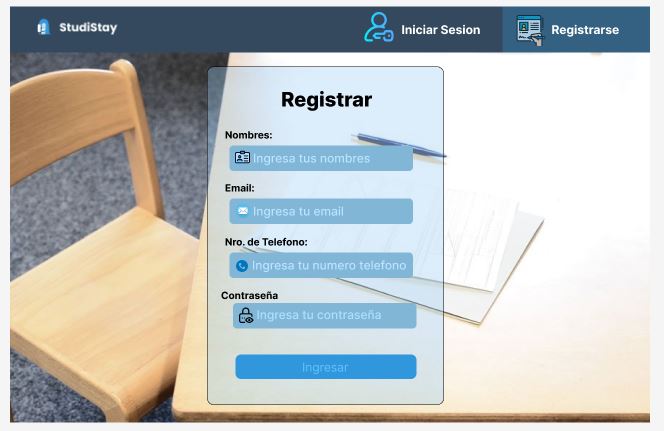 StudiStay
Iniciar Sesion
Registrarse
Registrar
Nombres:
Ingresa tus nombres
Email:
Ingresa tu email
Nro. de Telefono:
Ingresa tu numero telefono
Contraseña
Ingresa tu contraseña
Ingresar